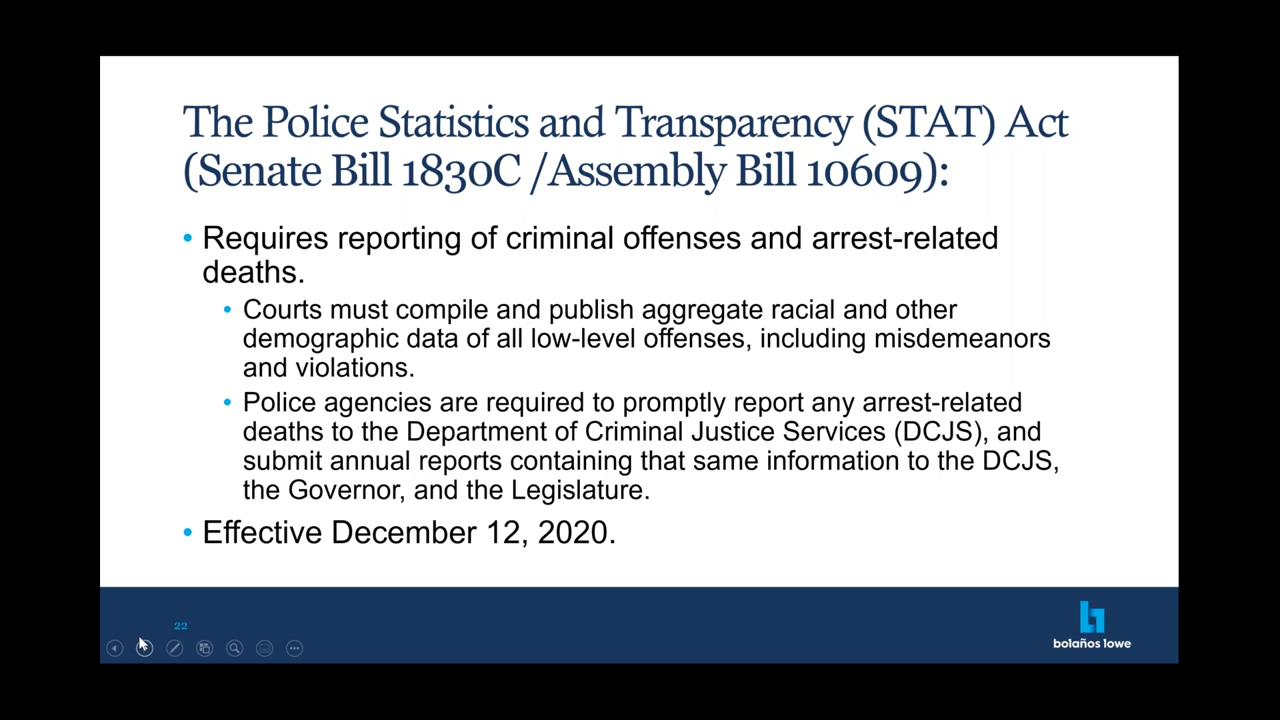 The Police Statistics and Transparency (STAT) Act
(Senate Bill 1830C /Assembly Bill 10609):
• Requires reporting of criminal offenses and arrest-related
deaths.
• Courts must compile and publish aggregate racial and other
demographic data of all low-level offenses, including misdemeanors
and violations.
• Police agencies are required to promptly report any arrest-related
deaths to the Department of Criminal Justice Services (DCJS), and
submit annual reports containing that same information to the DCJS,
the Governor, and the Legislature.
• Effective December 12, 2020.
22
bolaños lowe